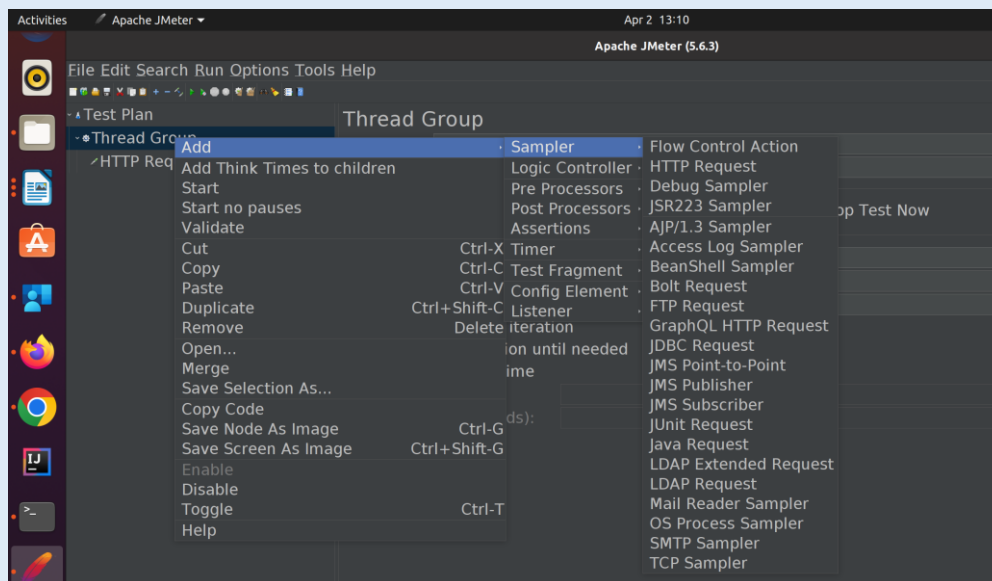 Activities
Apache JMeter
Apr 2 13:10
Apache JMeter (5.6.3)
File Edit Search Run Options Tools Help
Test Plan
Thread Group
HTTP Req
Thread Group
Add
Add Think Times to children
Start
Start no pauses
Validate
Cut Ctrl-X
Copy Ctrl-C
Paste Ctrl-V
Duplicate Ctrl+Shift-C
Remove Delete
Open...
Merge
Save Selection As...
Copy Code
Save Node As Image Ctrl-G
Save Screen As Image Ctrl+Shift-G
Enable
Disable
Toggle Ctrl-T
Help
Sampler
Logic Controller
Pre Processors
Post Processors
Assertions
Timer
Test Fragment
Config Element
Listener
iteration
ion until needed
ime
ds):
Flow Control Action
HTTP Request
Debug Sampler
JSR223 Sampler
AJP/1.3 Sampler
Access Log Sampler
BeanShell Sampler
Bolt Request
FTP Request
GraphQL HTTP Request
JDBC Request
JMS Point-to-Point
JMS Publisher
JMS Subscriber
JUnit Request
Java Request
LDAP Extended Request
LDAP Request
Mail Reader Sampler
OS Process Sampler
SMTP Sampler
TCP Sampler
op Test Now
IJ